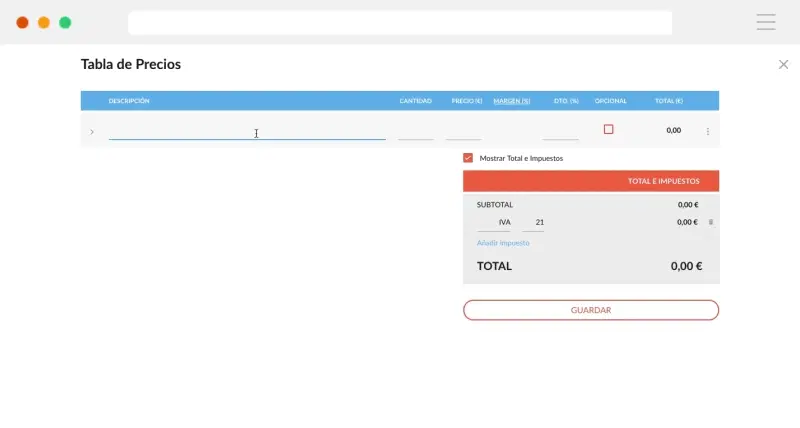 Tabla de Precios
DESCRIPCIÓN CANTIDAD PRECIO (€) MARGEN (%) DTO. (%) OPCIONAL TOTAL (€)
0,00
Mostrar Total e Impuestos
TOTAL E IMPUESTOS
SUBTOTAL 0,00 €
IVA 21 0,00 €
Añadir impuesto
TOTAL 0,00 €
GUARDAR